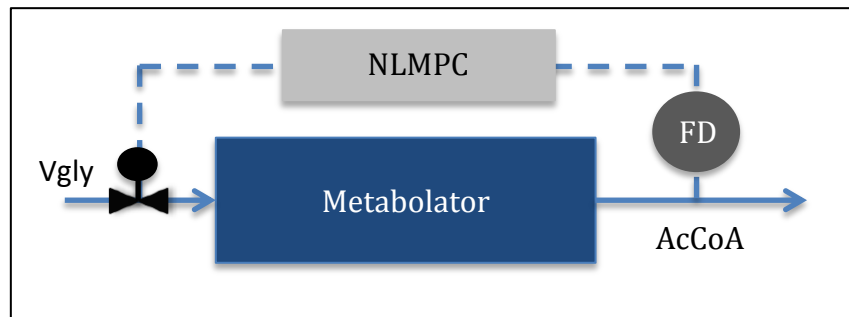 NLMPC
FD
Vgly
Metabolator
AcCoA